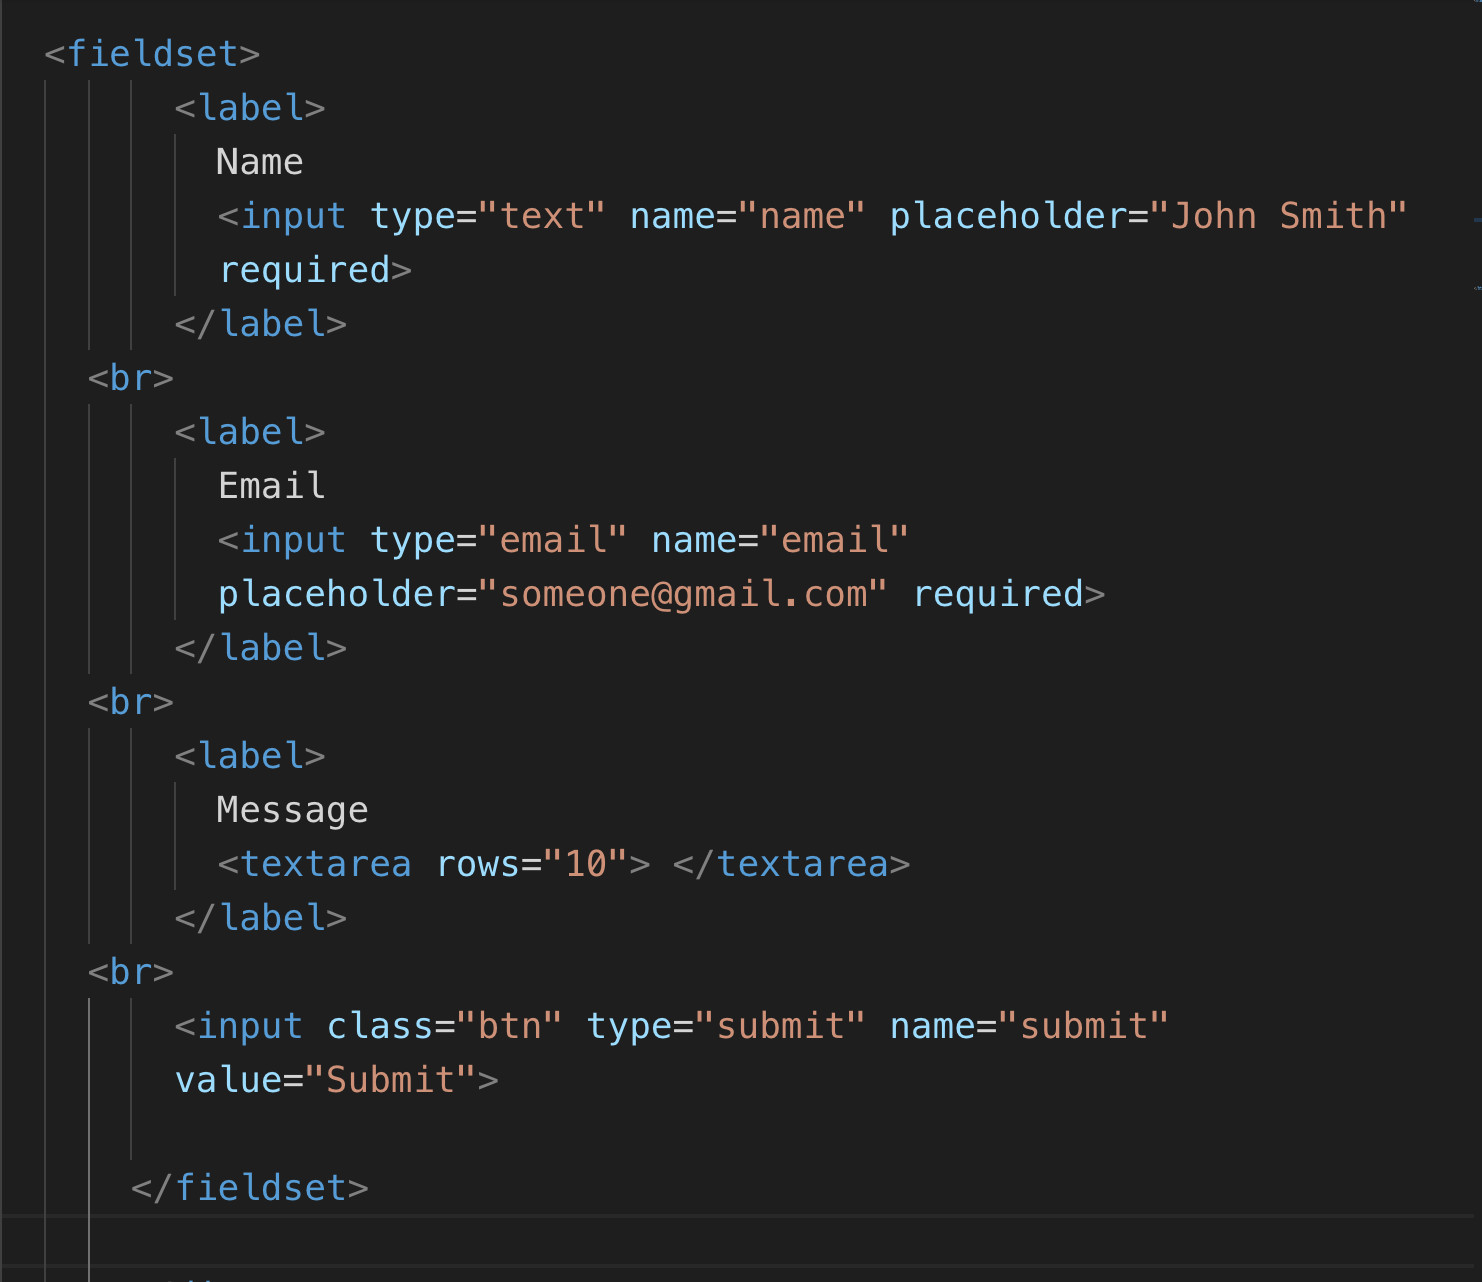 <fieldset>
<label>
Name
<input type="text" name="name" placeholder="John Smith"
required>
</label>
<br>
<label>
Email
<input type="email" name="email"
placeholder="someone@gmail.com" required>
</label>
<br>
<label>
Message
<textarea rows="10"> </textarea>
</label>
<br>
<input class="btn" type="submit" name="submit"
value="Submit">
</fieldset>